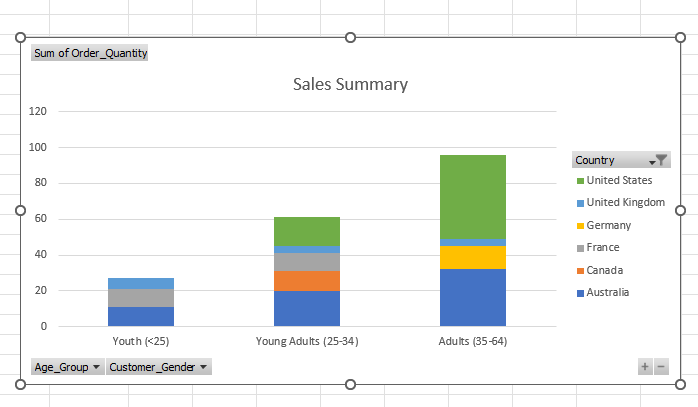 Sum of Order_Quantity
Sales Summary
120
100
80
60
40
20
0
Youth (<25)
Young Adults (25-34)
Adults (35-64)
Country
United States
United Kingdom
Germany
France
Canada
Australia
Age_Group
Customer_Gender
+
−